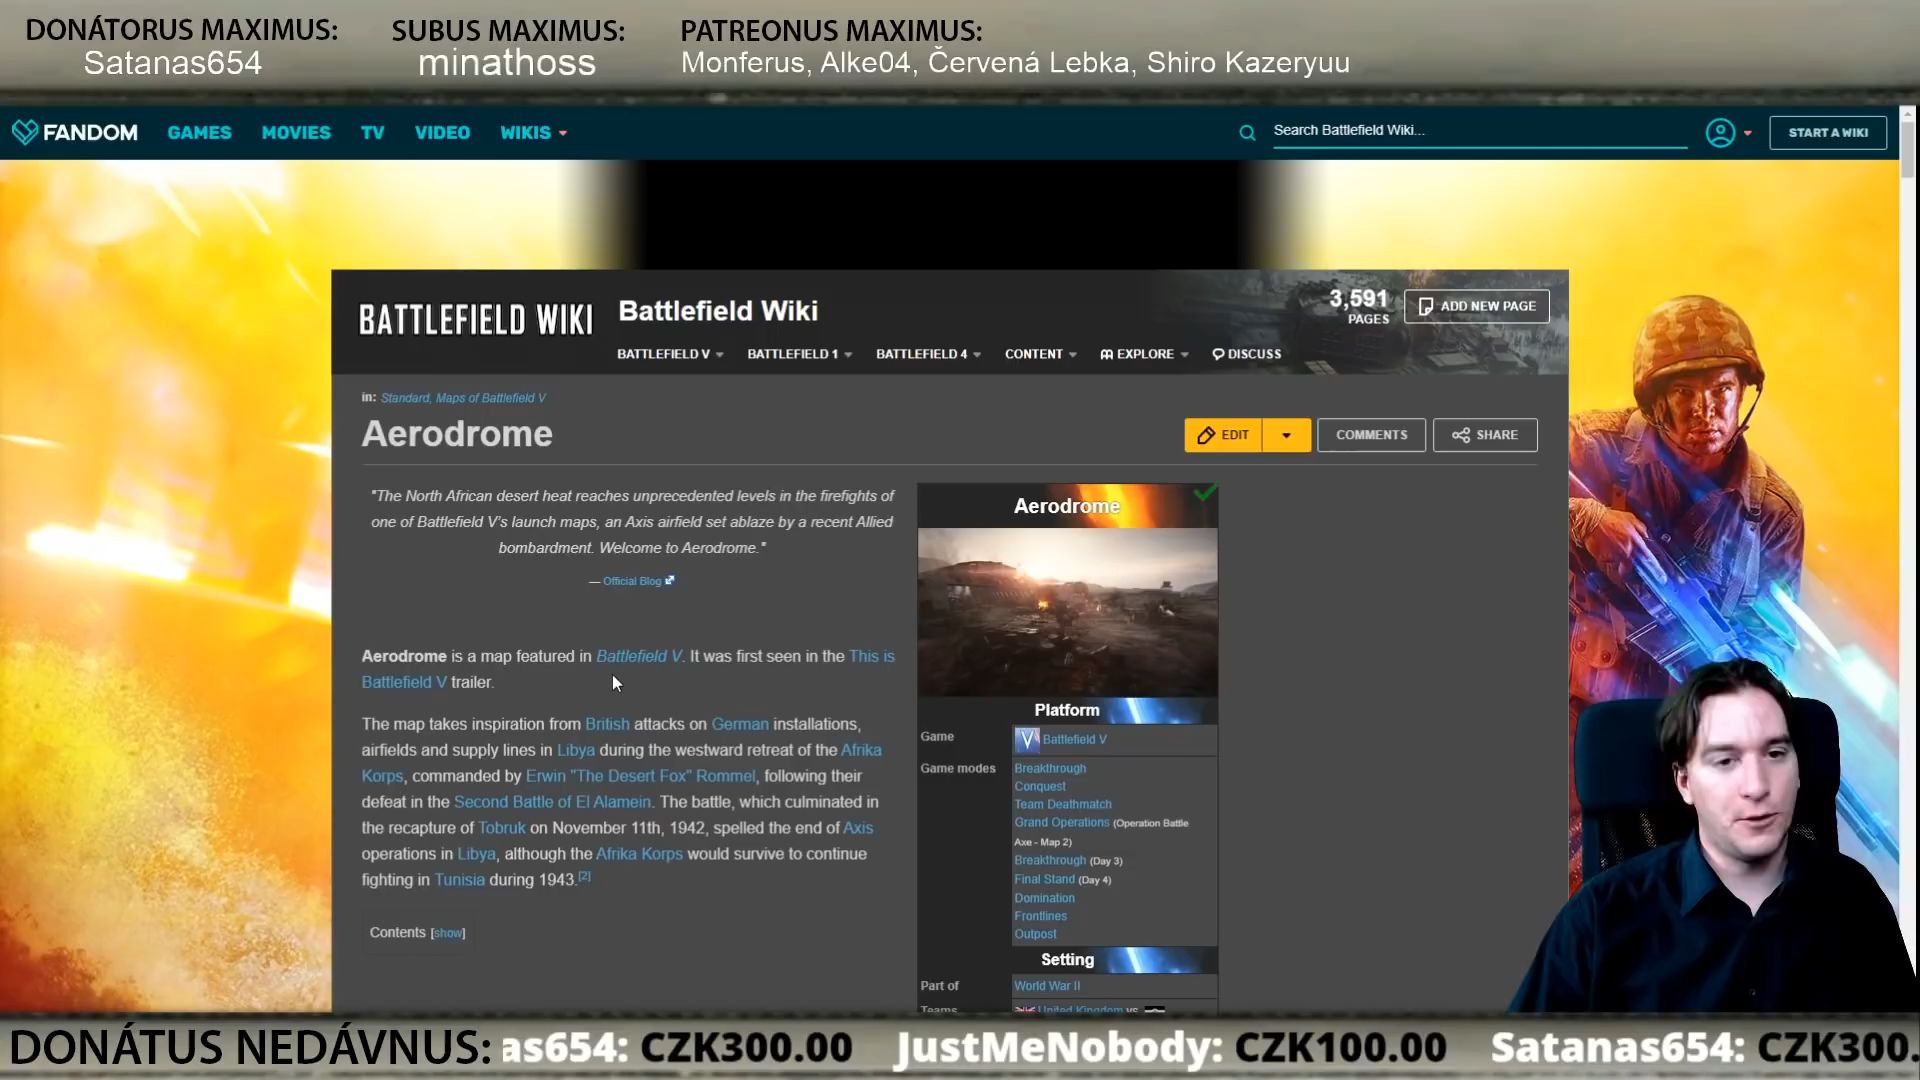 DONÁTORUS MAXIMUS:
Satanas654
SUBUS MAXIMUS:
minathoss
PATREONUS MAXIMUS:
Monferus, Alke04, Červená Lebka, Shiro Kazeryuu
FANDOM GAMES MOVIES TV VIDEO WIKIS
Search Battlefield Wiki...
START A WIKI
BATTLEFIELD WIKI
Battlefield Wiki
3,591
PAGES
ADD NEW PAGE
BATTLEFIELD V BATTLEFIELD 1 BATTLEFIELD 4 CONTENT EXPLORE DISCUSS
in: Standard, Maps of Battlefield V
Aerodrome
EDIT
COMMENTS
SHARE
"The North African desert heat reaches unprecedented levels in the firefights of
one of Battlefield V's launch maps, an Axis airfield set ablaze by a recent Allied
bombardment. Welcome to Aerodrome."
— Official Blog
Aerodrome is a map featured in Battlefield V. It was first seen in the This is
Battlefield V trailer.
The map takes inspiration from British attacks on German installations,
airfields and supply lines in Libya during the westward retreat of the Afrika
Korps, commanded by Erwin "The Desert Fox" Rommel, following their
defeat in the Second Battle of El Alamein. The battle, which culminated in
the recapture of Tobruk on November 11th, 1942, spelled the end of Axis
operations in Libya, although the Afrika Korps would survive to continue
fighting in Tunisia during 1943.[2]
Contents [show]
Aerodrome
Platform
Game
V Battlefield V
Game modes
Breakthrough
Conquest
Team Deathmatch
Grand Operations (Operation Battle
Axe - Map 2)
Breakthrough (Day 3)
Final Stand (Day 4)
Domination
Frontlines
Outpost
Setting
Part of
World War II
Teams
United Kingdom vs
DONÁTUS NEDÁVNUS: as654: CZK300.00 JustMeNobody: CZK100.00 Satanas654: CZK300.